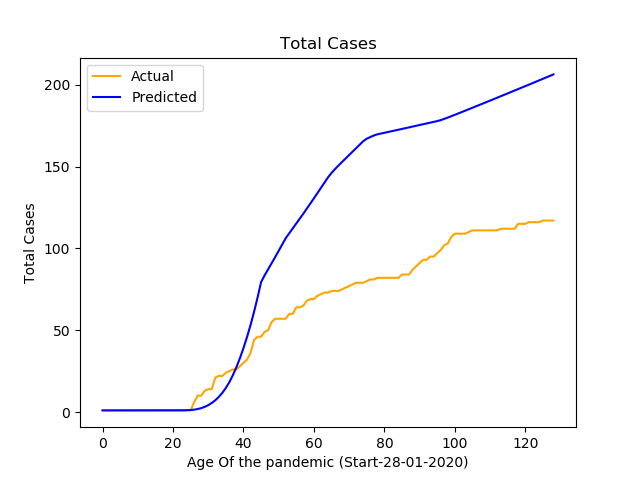 Total Cases
Actual
Predicted
Total Cases
200
150
100
50
0
0 20 40 60 80 100 120
Age Of the pandemic (Start-28-01-2020)